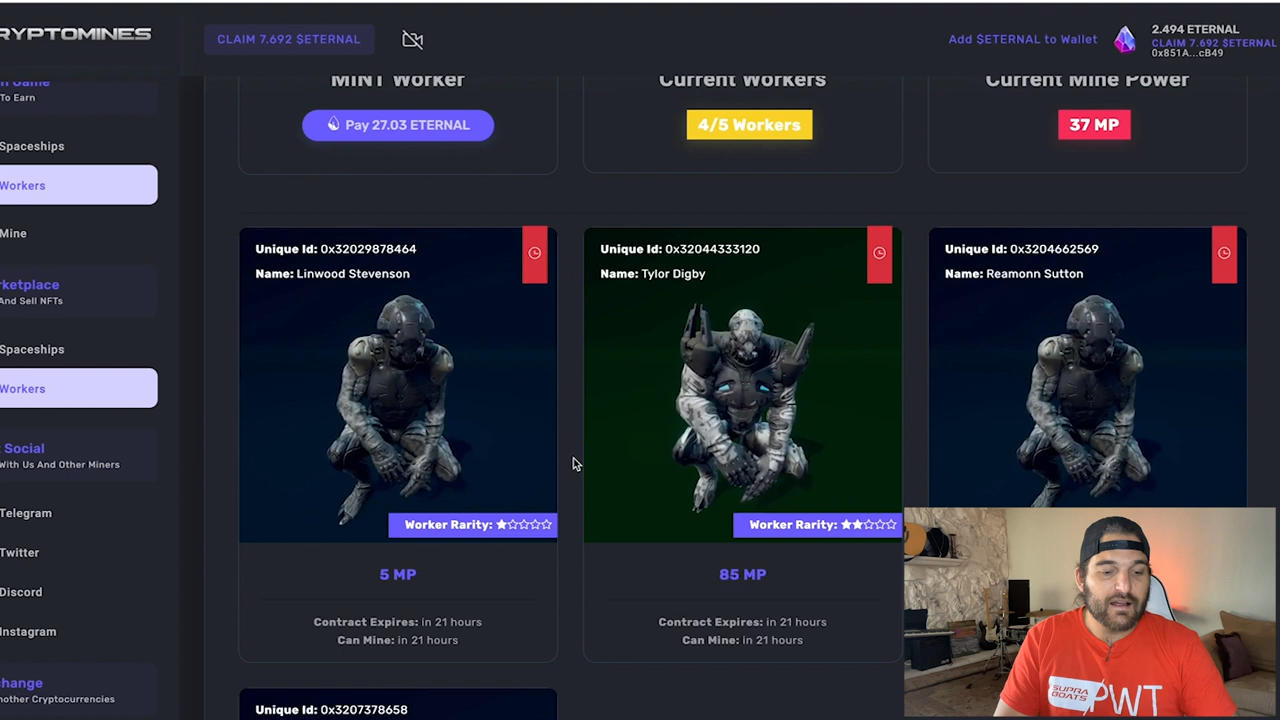 RYPTOMINES
CLAIM 7.692 $ETERNAL
Add $ETERNAL to Wallet
2.494 ETERNAL
CLAIM 7.692 $ETERNAL
0x851A...cB49
n Game
To Earn
Spaceships
Workers
Mine
rketplace
And Sell NFTs
Spaceships
Workers
Social
With Us And Other Miners
Telegram
Twitter
Discord
Instagram
change
nother Cryptocurrencies
MINT Worker
Pay 27.03 ETERNAL
Current Workers
4/5 Workers
Current Mine Power
37 MP
Unique Id: 0x32029878464
Name: Linwood Stevenson
Worker Rarity:
5 MP
Contract Expires: in 21 hours
Can Mine: in 21 hours
Unique Id: 0x32044333120
Name: Tylor Digby
Worker Rarity:
85 MP
Contract Expires: in 21 hours
Can Mine: in 21 hours
Unique Id: 0x3204662569
Name: Reamonn Sutton
Unique Id: 0x3207378658
SUPRA
BOATS
PWT